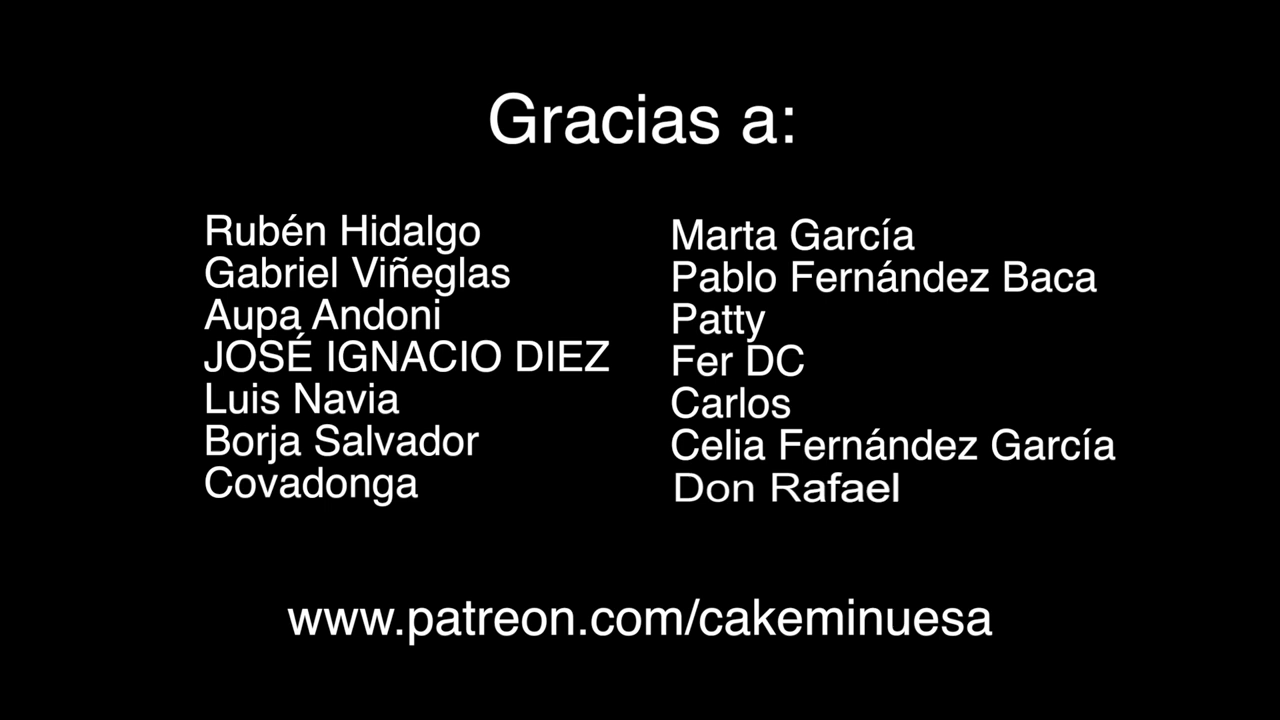 Gracias a:
Rubén Hidalgo
Gabriel Viñeglas
Aupa Andoni
JOSÉ IGNACIO DIEZ
Luis Navia
Borja Salvador
Covadonga
Marta García
Pablo Fernández Baca
Patty
Fer DC
Carlos
Celia Fernández García
Don Rafael
www.patreon.com/cakeminuesa